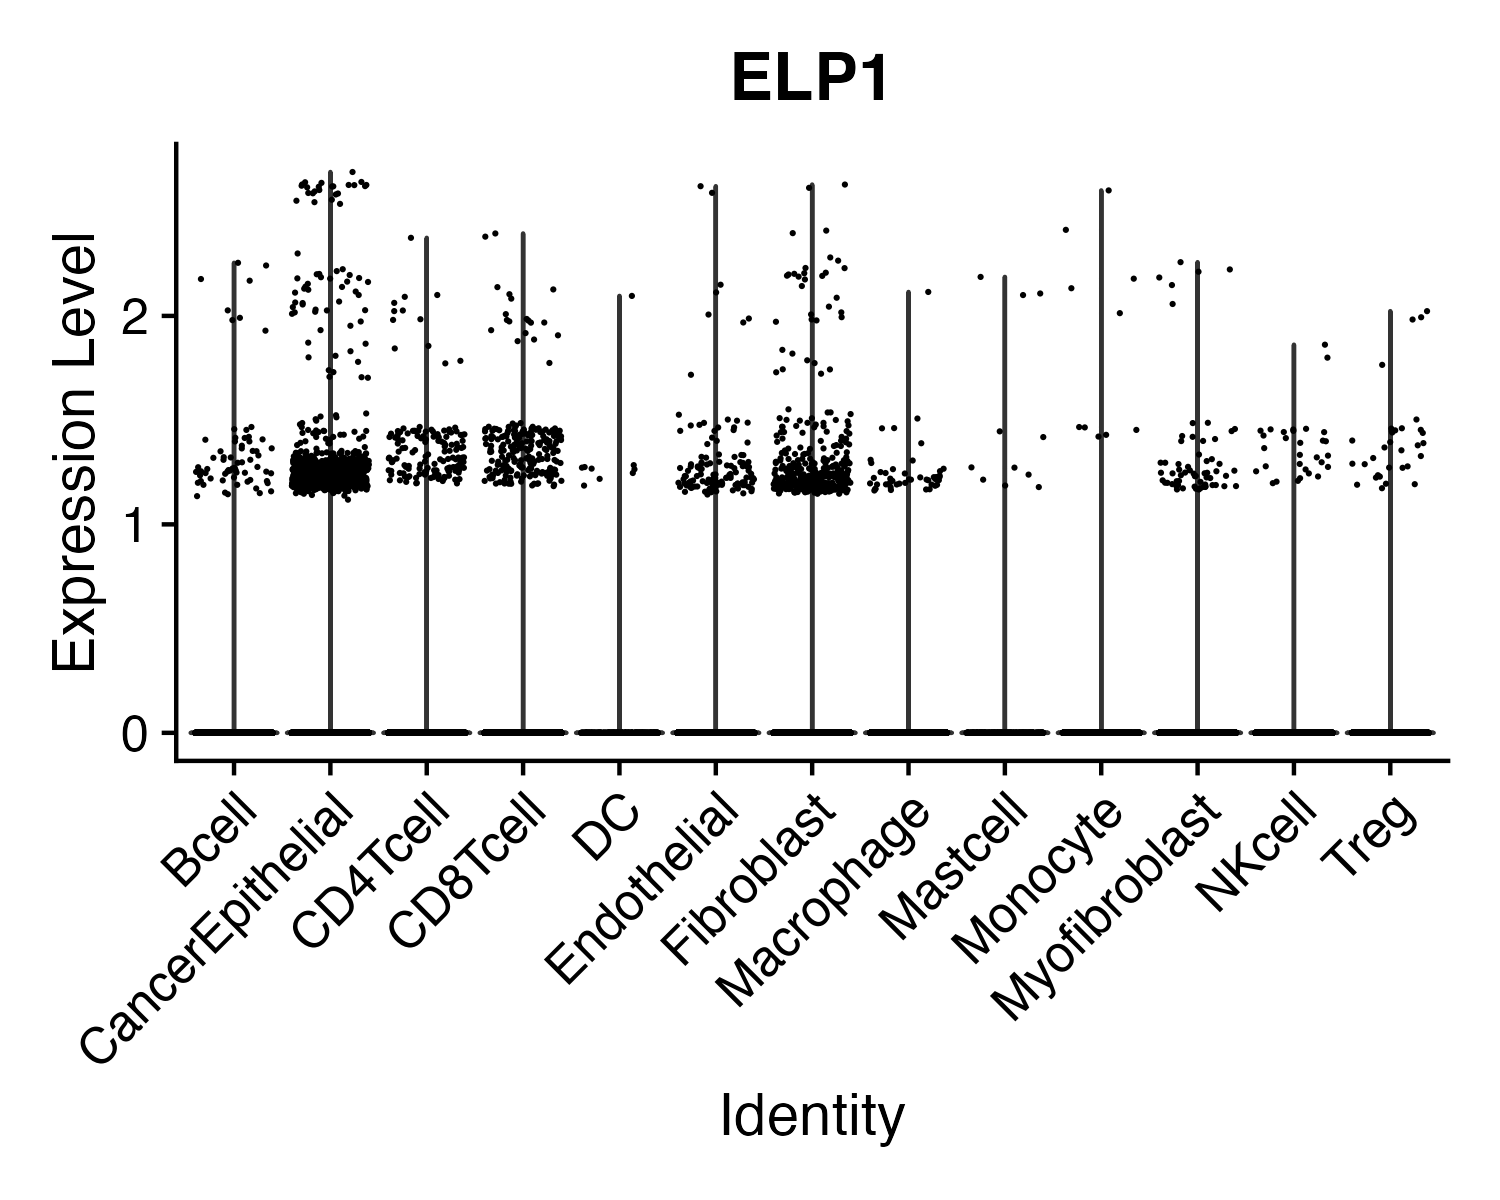 ELP1
Expression Level
2
1
0
Bcell
CancerEpithelial
CD4Tcell
CD8Tcell
DC
Endothelial
Fibroblast
Macrophage
Mastcell
Monocyte
Myofibroblast
NKcell
Treg
Identity